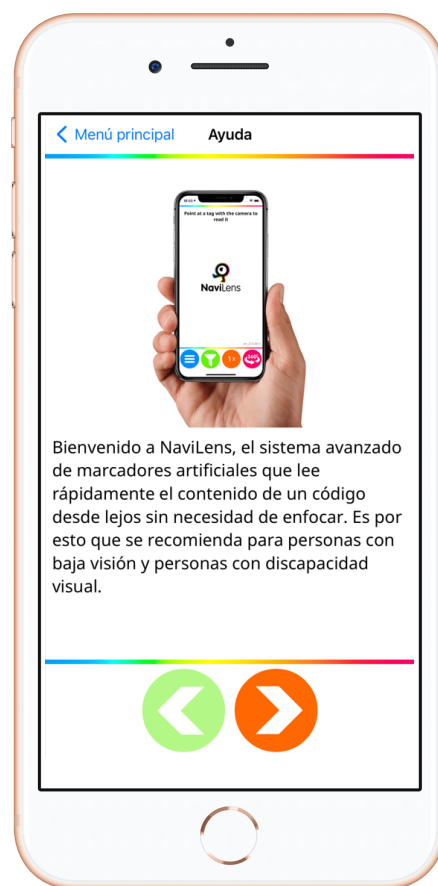 Menú principal
Ayuda
Point at a tag with the camera to
read it
NaviLens
1x
360
Bienvenido a NaviLens, el sistema avanzado
de marcadores artificiales que lee
rápidamente el contenido de un código
desde lejos sin necesidad de enfocar. Es por
esto que se recomienda para personas con
baja visión y personas con discapacidad
visual.